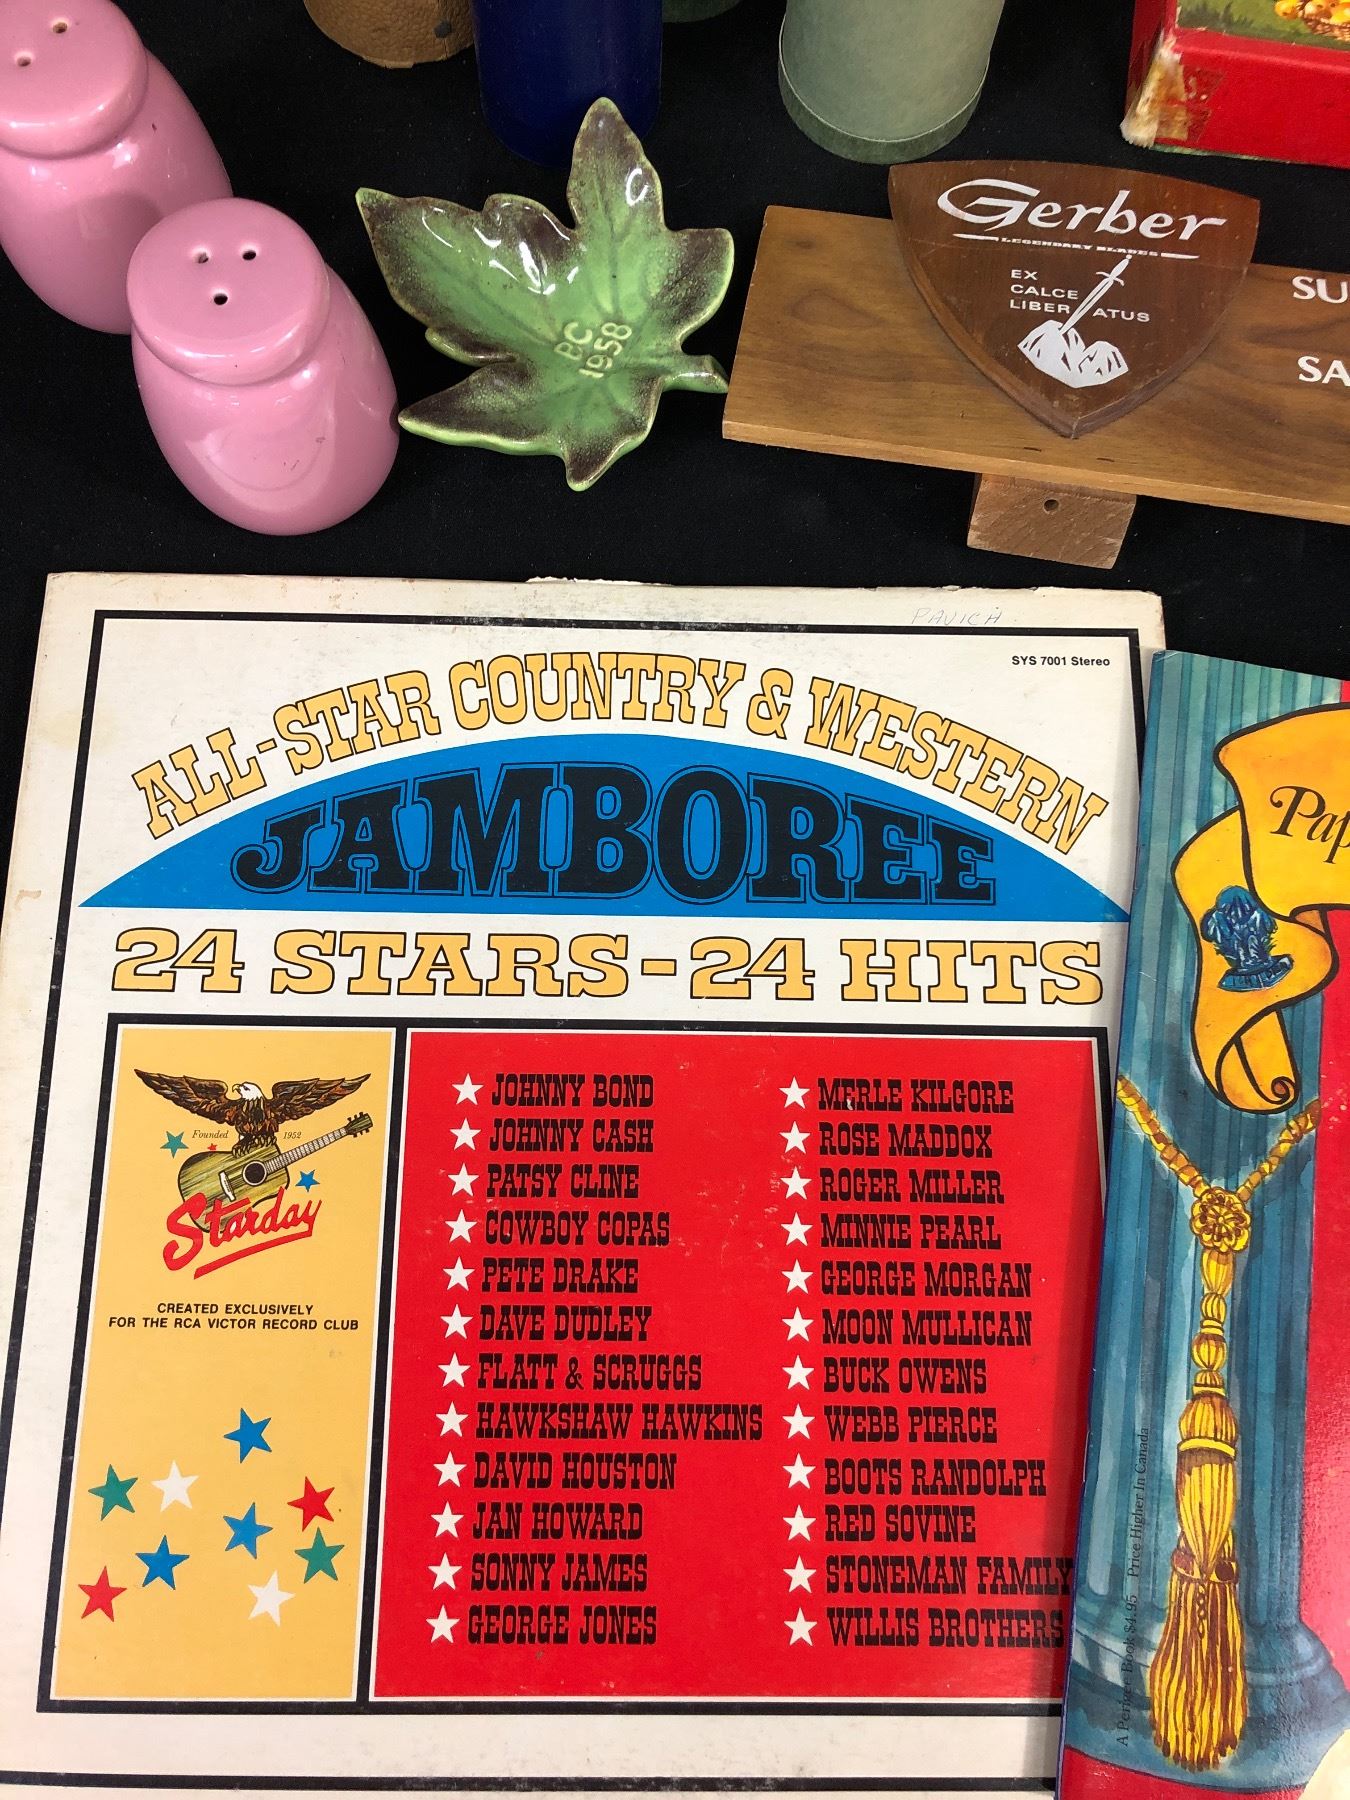 BC
1958
Gerber
LEGENDARY BLADES
EX
CALCE
LIBER ATUS
SU
SA
PAVICH
SYS 7001 Stereo
ALL-STAR COUNTRY & WESTERN
JAMBOREE
24 STARS-24 HITS
Founded 1952
Starday
CREATED EXCLUSIVELY
FOR THE RCA VICTOR RECORD CLUB
JOHNNY BOND
JOHNNY CASH
PATSY CLINE
COWBOY COPAS
PETE DRAKE
DAVE DUDLEY
FLATT & SCRUGGS
HAWKSHAW HAWKINS
DAVID HOUSTON
JAN HOWARD
SONNY JAMES
GEORGE JONES
MERLE KILGORE
ROSE MADDOX
ROGER MILLER
MINNIE PEARL
GEORGE MORGAN
MOON MULLICAN
BUCK OWENS
WEBB PIERCE
BOOTS RANDOLPH
RED SOVINE
STONEMAN FAMILY
WILLIS BROTHERS
Pap
A Perigee Book $4.95 Price Higher In Canada